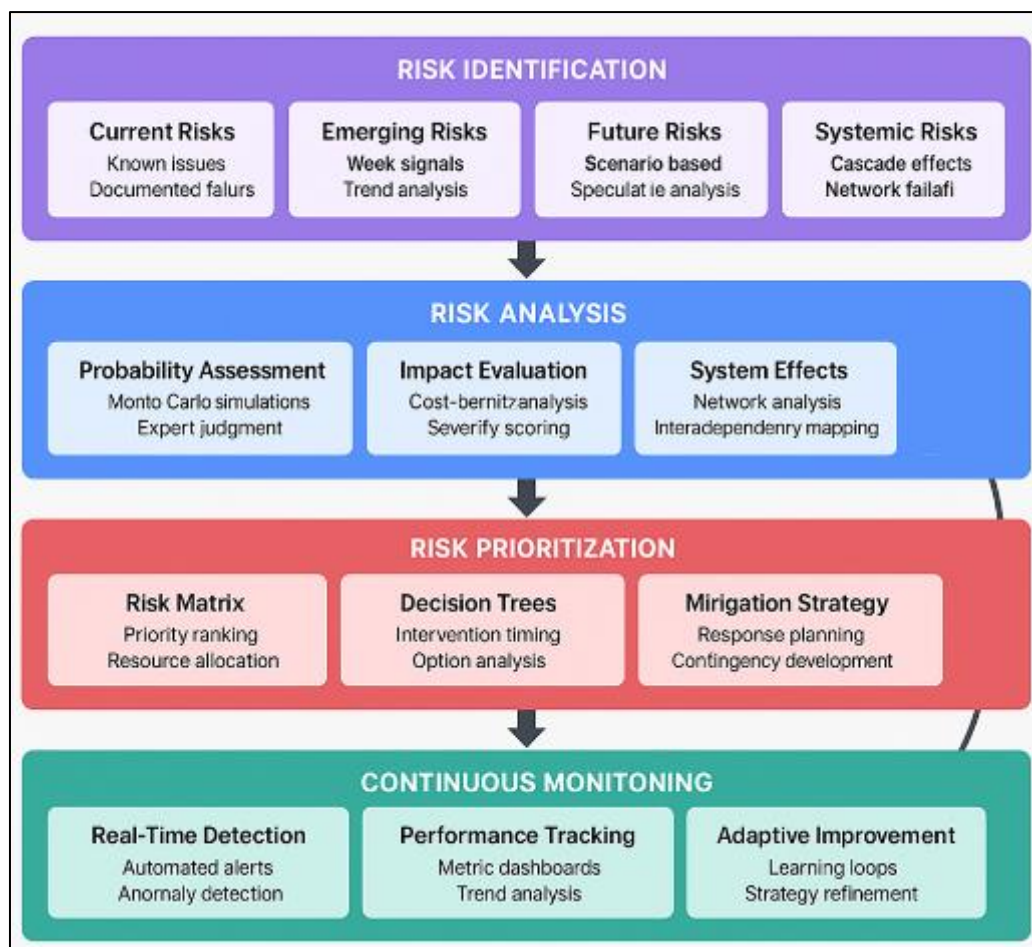 RISK IDENTIFICATION
Current Risks
Known issues
Documented falurs
Emerging Risks
Week signals
Trend analysis
Future Risks
Scenario based
Speculat ie analysis
Systemic Risks
Cascade effects
Network failafi
RISK ANALYSIS
Probability Assessment
Monto Carlo simulations
Expert judgment
Impact Evaluation
Cost-bernitzanalysis
Severify scoring
System Effects
Network analysis
Interadependenry mapping
RISK PRIORITIZATION
Risk Matrix
Priority ranking
Resource allocation
Decision Trees
Intervention timing
Option analysis
Mirigation Strategy
Response planning
Contingency development
CONTINUOUS MONITONING
Real-Time Detection
Automated alerts
Anornaly detection
Performance Tracking
Metric dashboards
Trend analysis
Adaptive Improvement
Learning loops
Strategy refinement